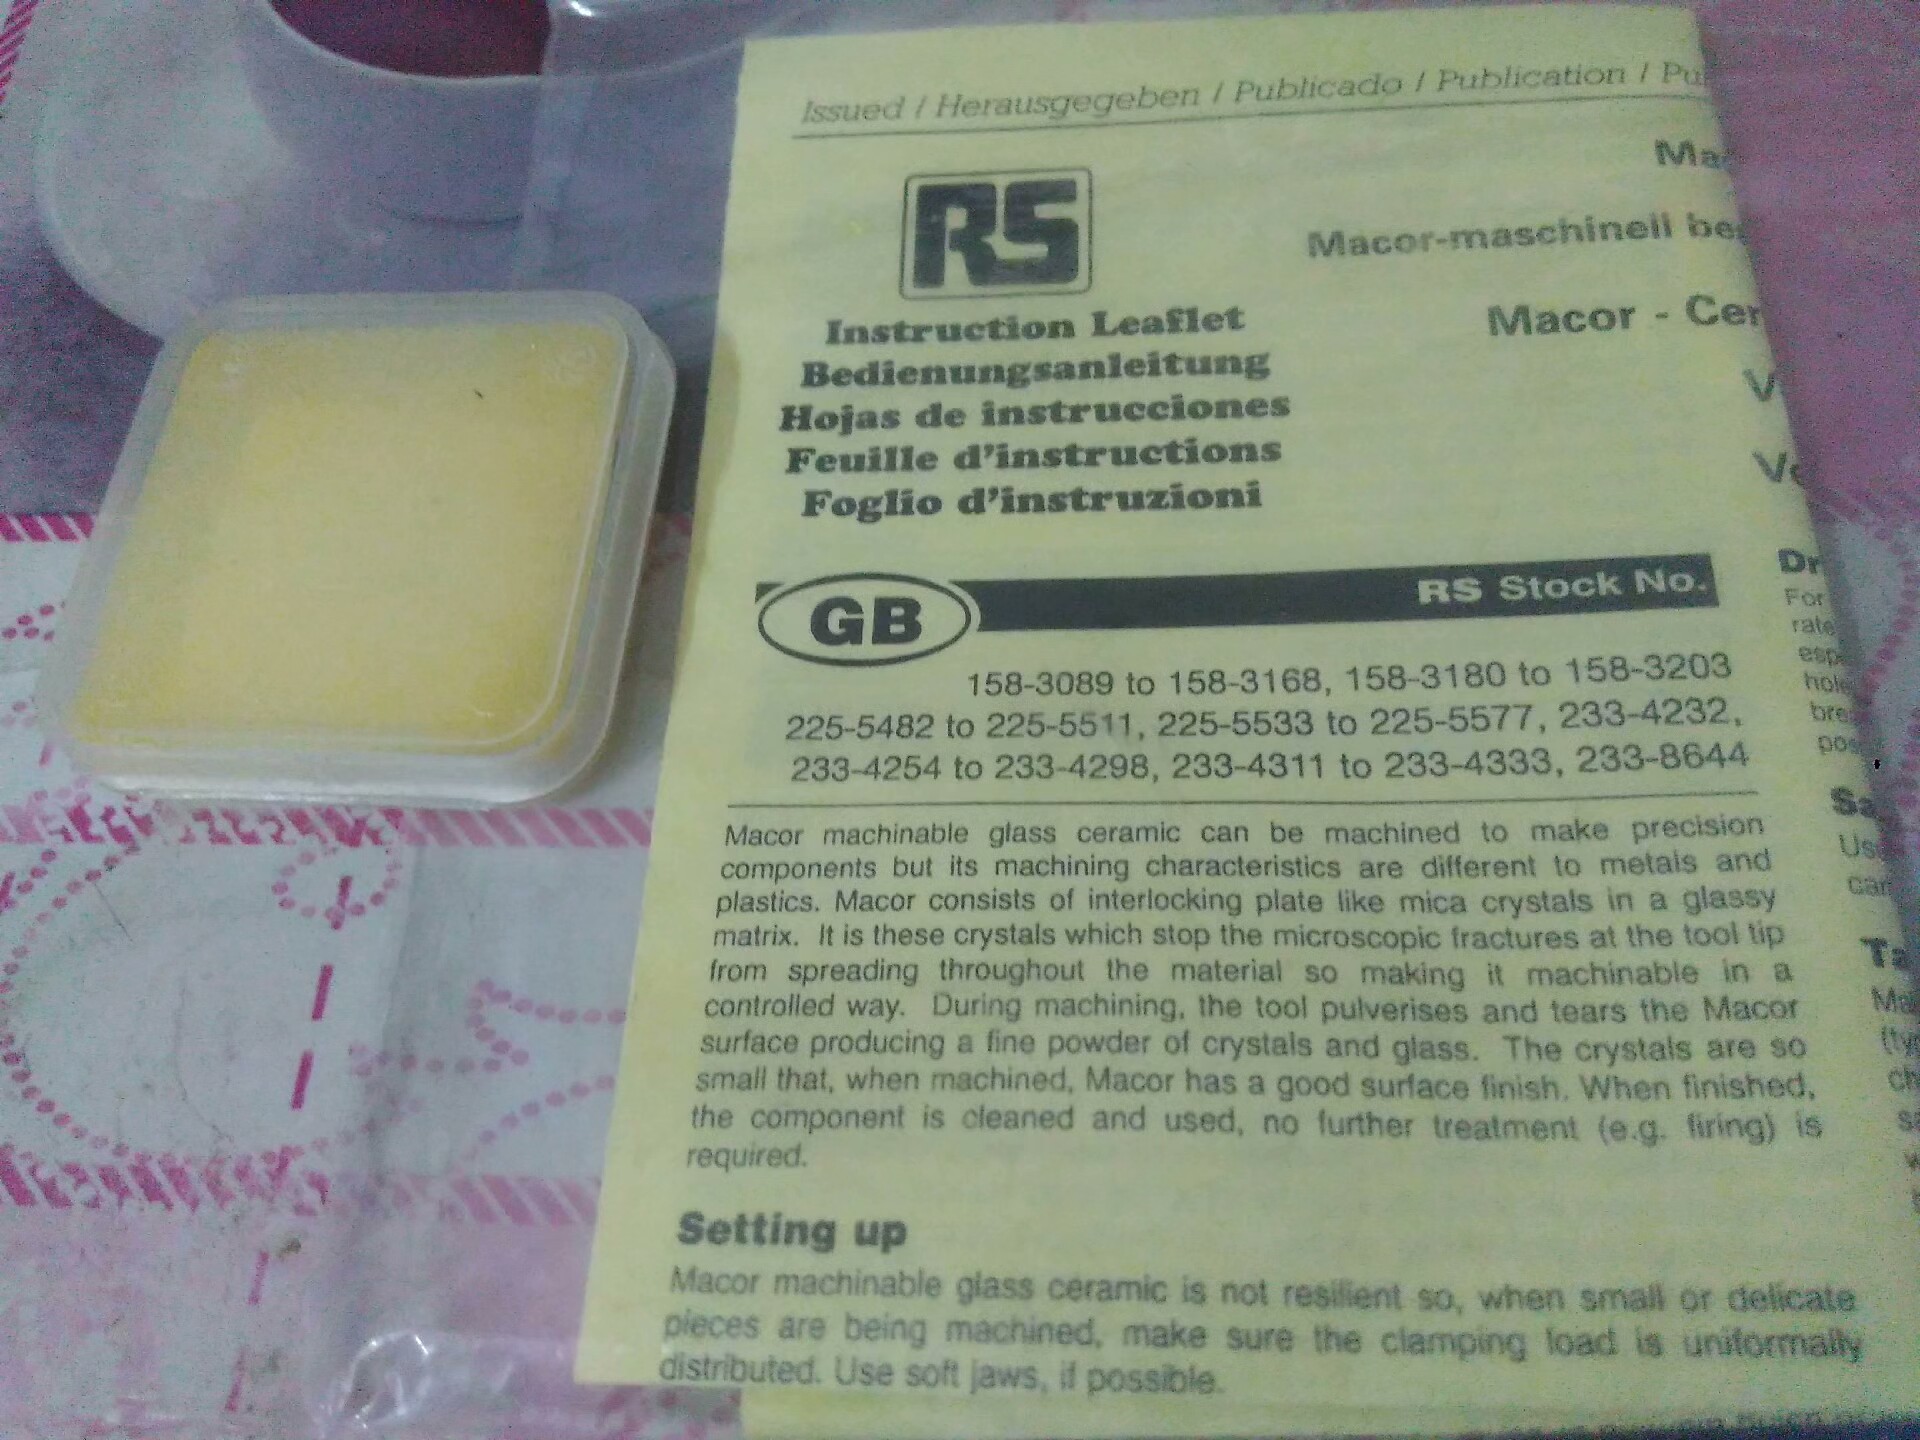 Issued / Herausgegeben / Publicado / Publication /
RS
Macor-maschinell
Macor -
Instruction Leaflet
Bedienungsanleitung
Hojas de instrucciones
Feuille d'instructions
Foglio d'instruzioni
GB
RS Stock No.
158-3089 to 158-3168, 158-3180 to 158-3203
225-5482 to 225-5511, 225-5533 to 225-5577, 233-4232,
233-4254 to 233-4298, 233-4311 to 233-4333, 233-8644
Macor machinable glass ceramic can be machined to make precision
components but its machining characteristics are different to metals and
plastics. Macor consists of interlocking plate like mica crystals in a glassy
matrix. It is these crystals which stop the microscopic fractures at the tool tip
from spreading throughout the material so making it machinable in a
controlled way. During machining, the tool pulverises and tears the Macor
surface producing a fine powder of crystals and glass. The crystals are so
small that, when machined, Macor has a good surface finish. When finished,
the component is cleaned and used, no further treatment (e.g. firing) is
required.
Setting up
Macor machinable glass ceramic is not resilient so, when small or delicate
pieces are being machined, make sure the clamping load is uniformally
distributed. Use soft jaws, if possible.
For
rate